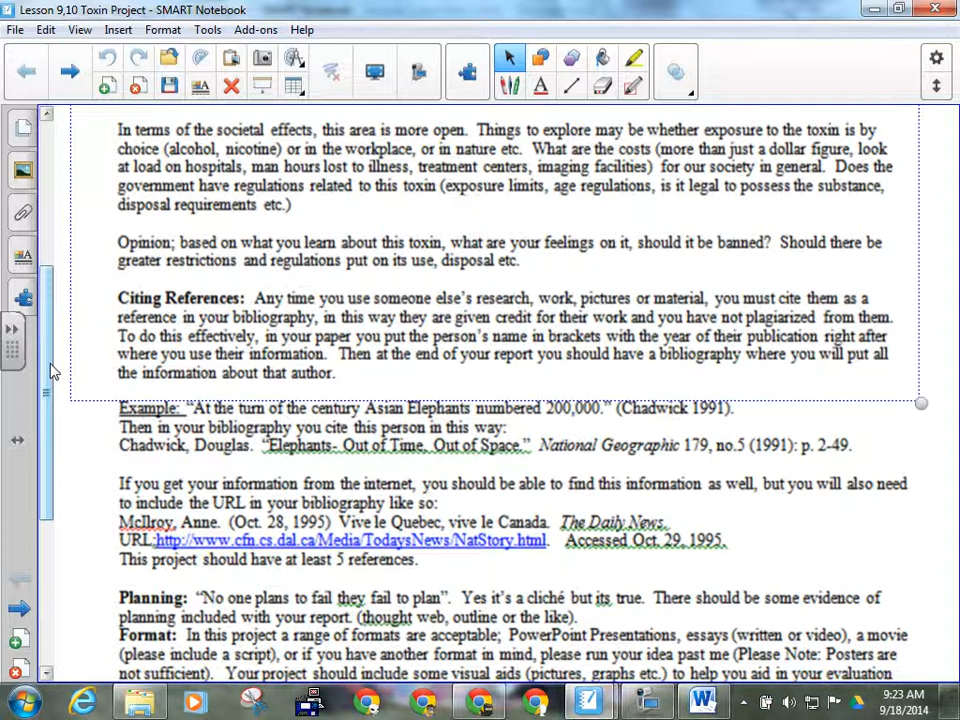 Lesson 9,10 Toxin Project - SMART Notebook
File Edit View Insert Format Tools Add-ons Help
In terms of the societal effects, this area is more open. Things to explore may be whether exposure to the toxin is by
choice (alcohol, nicotine) or in the workplace, or in nature etc. What are the costs (more than just a dollar figure, look
at load on hospitals, man hours lost to illness, treatment centers, imaging facilities) for our society in general. Does the
government have regulations related to this toxin (exposure limits, age regulations, is it legal to possess the substance,
disposal requirements etc.)
Opinion; based on what you learn about this toxin, what are your feelings on it, should it be banned? Should there be
greater restrictions and regulations put on its use, disposal etc.
Citing References: Any time you use someone else's research, work, pictures or material, you must cite them as a
reference in your bibliography, in this way they are given credit for their work and you have not plagiarized from them.
To do this effectively, in your paper you put the person's name in brackets with the year of their publication right after
where you use their information. Then at the end of your report you should have a bibliography where you will put all
the information about that author.
Example: "At the turn of the century Asian Elephants numbered 200,000." (Chadwick 1991).
Then in your bibliography you cite this person in this way:
Chadwick, Douglas. "Elephants- Out of Time, Out of Space." National Geographic 179, no.5 (1991): p. 2-49.
If you get your information from the internet, you should be able to find this information as well, but you will also need
to include the URL in your bibliography like so:
McIlroy, Anne. (Oct. 28, 1995) Vive le Quebec, vive le Canada. The Daily News.
URL:http://www.cfn.cs.dal.ca/Media/TodaysNews/NatStory.html. Accessed Oct. 29, 1995.
This project should have at least 5 references.
Planning: "No one plans to fail they fail to plan". Yes it's a cliché but its true. There should be some evidence of
planning included with your report. (thought web, outline or the like).
Format: In this project a range of formats are acceptable; PowerPoint Presentations, essays (written or video), a movie
(please include a script), or if you have another format in mind, please run your idea past me (Please Note: Posters are
not sufficient). Your project should include some visual aids (pictures, graphs etc.) to help you aid in your evaluation
9:23 AM
9/18/2014